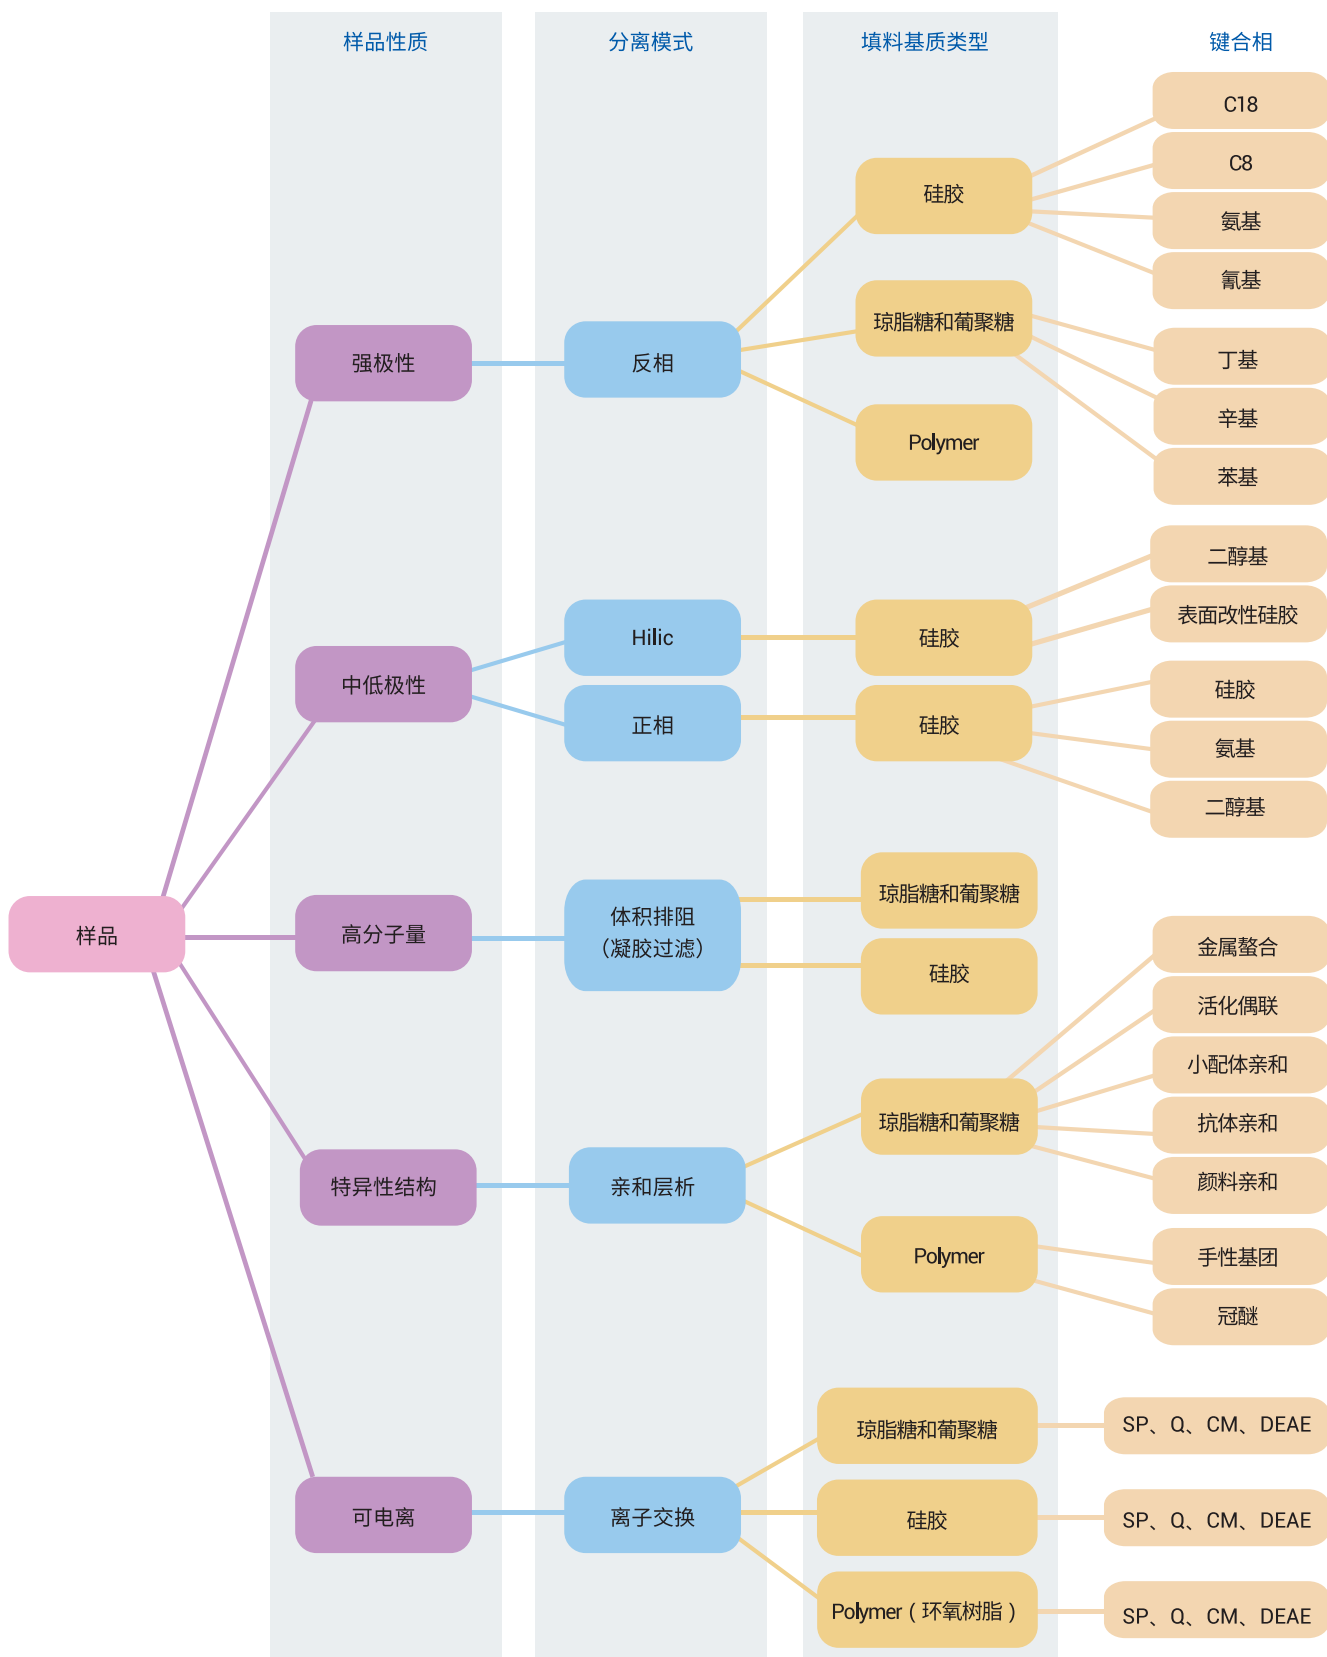 样品性质
分离模式
填料基质类型
键合相
C18
C8
硅胶
氨基
氰基
琼脂糖和葡聚糖
丁基
强极性
反相
辛基
Polymer
苯基
二醇基
表面改性硅胶
Hilic
硅胶
中低极性
硅胶
正相
硅胶
氨基
二醇基
琼脂糖和葡聚糖
样品
高分子量
体积排阻
（凝胶过滤）
金属螯合
硅胶
活化偶联
小配体亲和
琼脂糖和葡聚糖
抗体亲和
特异性结构
亲和层析
颜料亲和
Polymer
手性基团
冠醚
琼脂糖和葡聚糖
SP、Q、CM、DEAE
可电离
离子交换
硅胶
SP、Q、CM、DEAE
Polymer（环氧树脂）
SP、Q、CM、DEAE